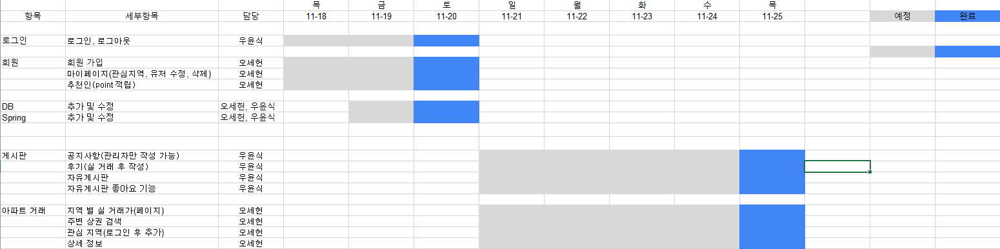 목 금 토 일 월 화 수 목
항목 세부항목 담당 11-18 11-19 11-20 11-21 11-22 11-23 11-24 11-25 예정 완료
로그인 로그인, 로그아웃 우윤식
회원 회원 가입 오세헌
마이페이지(관심지역, 유저 수정, 삭제) 오세헌
추천인(point적립) 오세헌
DB 추가 및 수정 오세헌, 우윤식
Spring 추가 및 수정 오세헌, 우윤식
게시판 공지사항(관리자만 작성 가능) 우윤식
후기(실 거래 후 작성) 우윤식
자유게시판 우윤식
자유게시판 좋아요 기능 우윤식
아파트 거래 지역 별 실 거래가(페이지) 오세헌
주변 상권 검색 오세헌
관심 지역(로그인 후 추가) 오세헌
상세 정보 오세헌